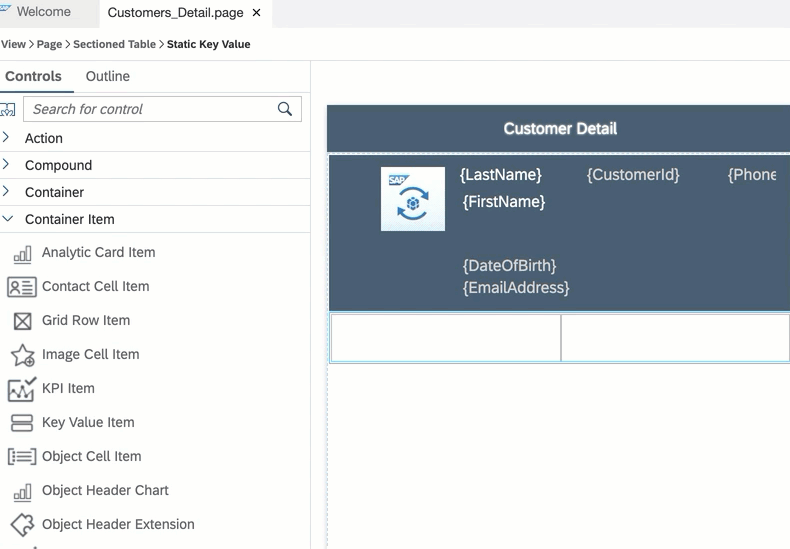 Welcome
Customers_Detail.page ×
View > Page > Sectioned Table > Static Key Value
Controls Outline
Search for control
Action
Compound
Container
Container Item
Analytic Card Item
Contact Cell Item
Grid Row Item
Image Cell Item
KPI Item
Key Value Item
Object Cell Item
Object Header Chart
Object Header Extension
Customer Detail
SAP
{LastName} {CustomerId} {Phone
{FirstName}
{DateOfBirth}
{EmailAddress}